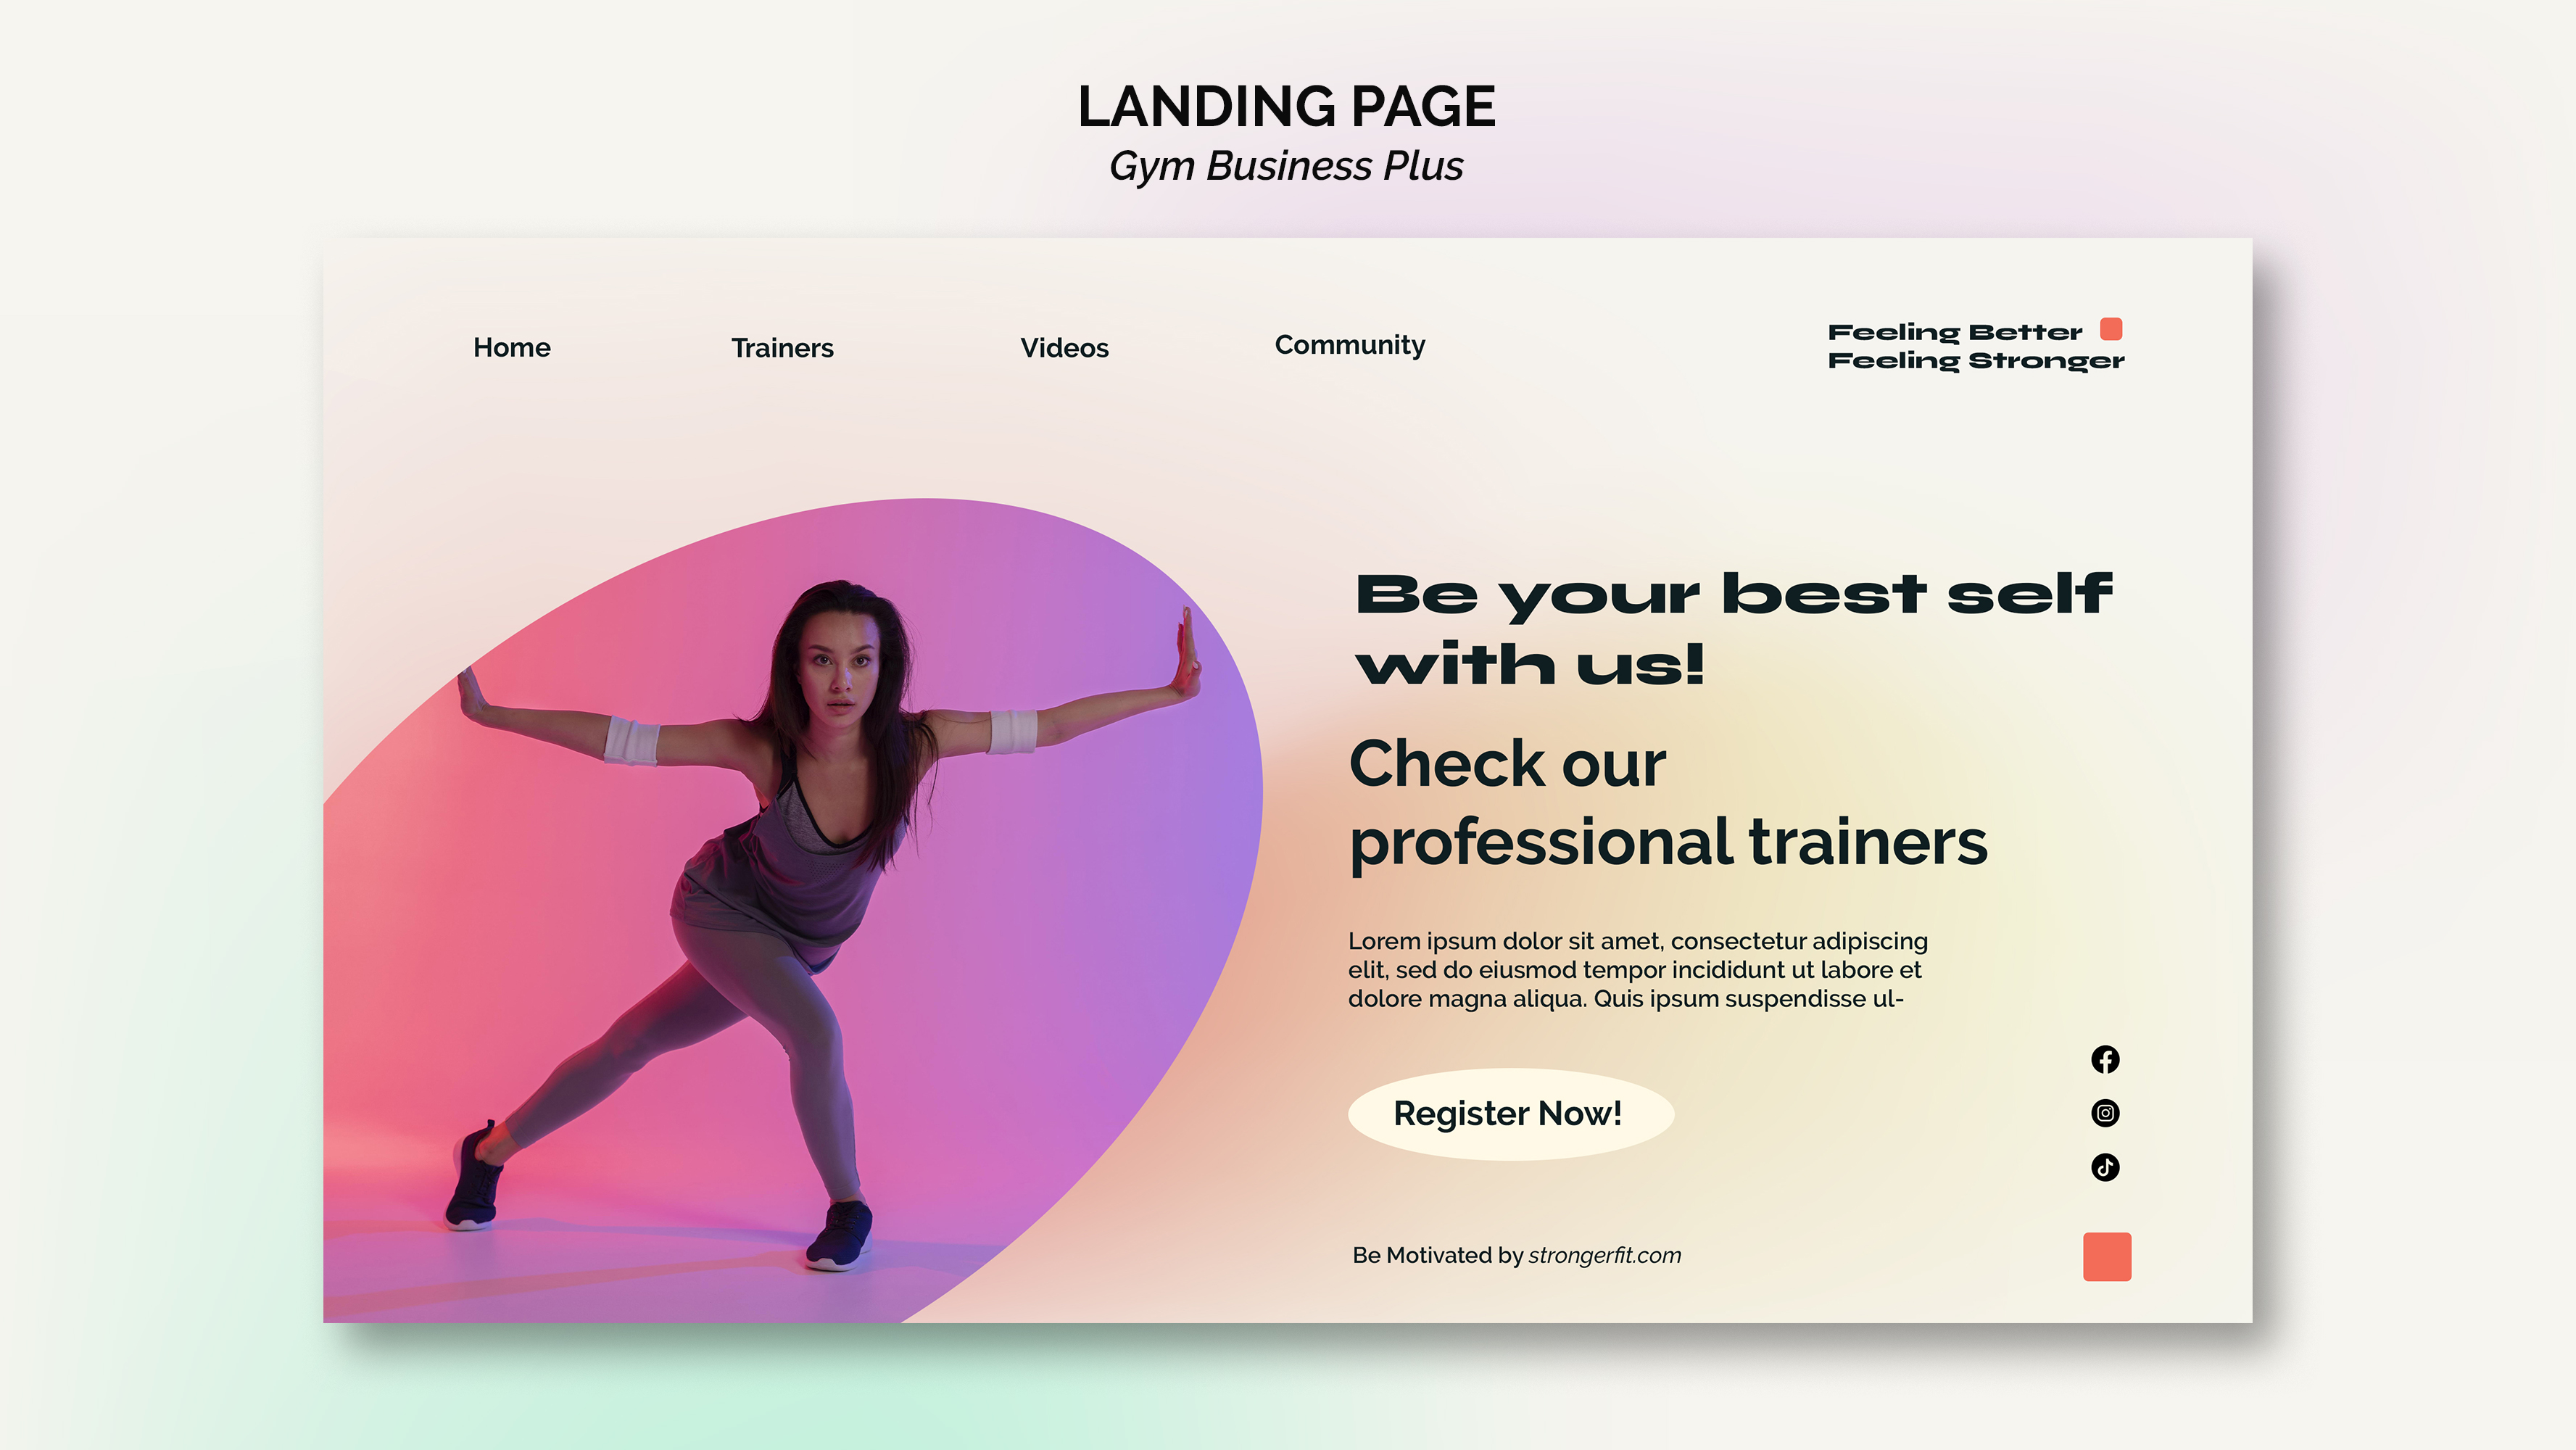 LANDING PAGE
Gym Business Plus
Home
Trainers
Videos
Community
Feeling Better
Feeling Stronger
Be your best self
with us!
Check our
professional trainers
Lorem ipsum dolor sit amet, consectetur adipiscing
elit, sed do eiusmod tempor incididunt ut labore et
dolore magna aliqua. Quis ipsum suspendisse ul-
Register Now!
Be Motivated by strongerfit.com